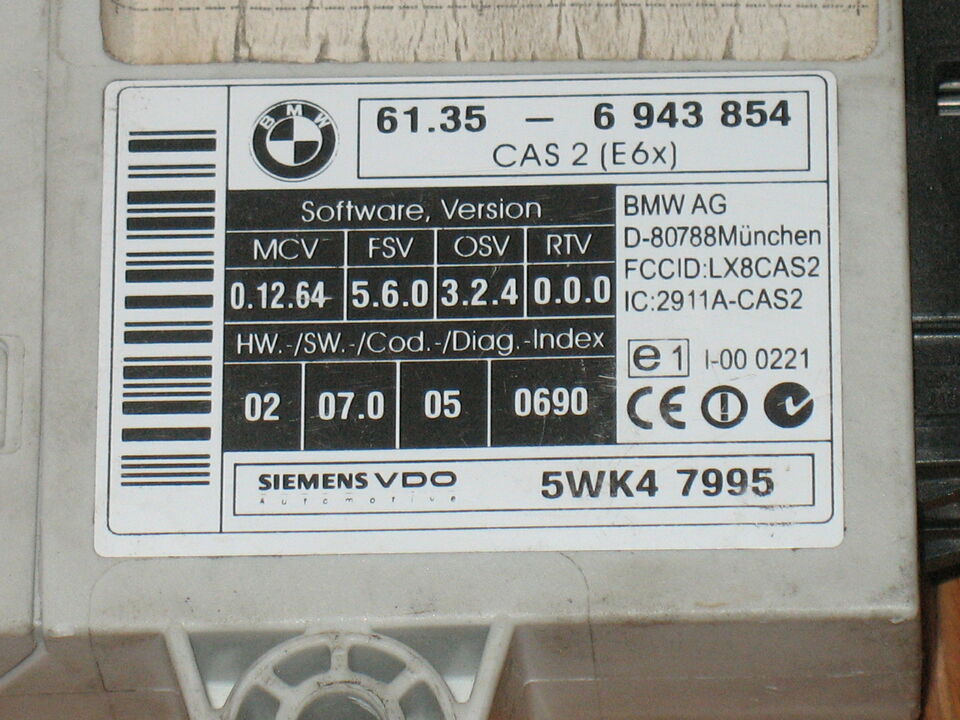 BMW
61.35 – 6 943 854
CAS 2 (E6x)
Software, Version
MCV FSV OSV RTV
0.12.64 5.6.0 3.2.4 0.0.0
HW.-/SW.-/Cod.-/Diag.-Index
02 07.0 05 0690
BMW AG
D-80788München
FCCID:LX8CAS2
IC:2911A-CAS2
e1 I-00 0221
CE
SIEMENS VDO
Automotive
5WK4 7995